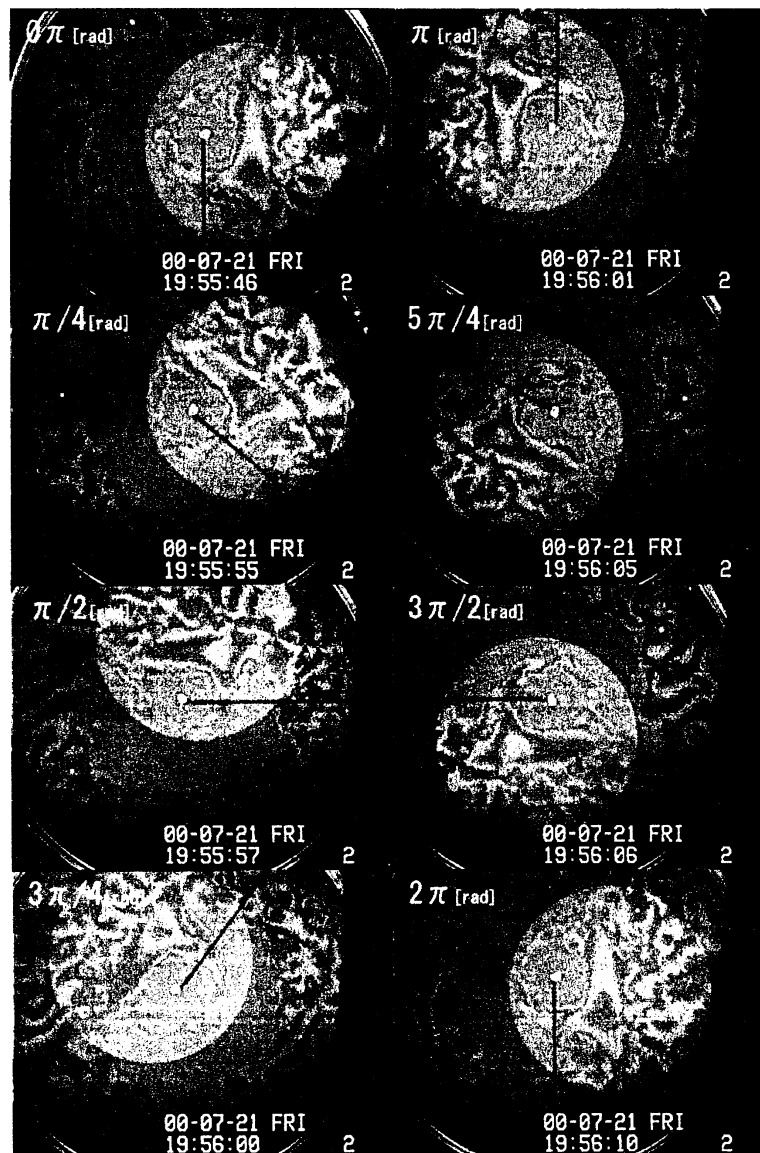 0π [rad]
00-07-21 FRI
19:55:46 2
π/4[rad]
00-07-21 FRI
19:55:55 2
π/2[rad]
00-07-21 FRI
19:55:57 2
3π/4
00-07-21 FRI
19:56:00 2
π [rad]
00-07-21 FRI
19:56:01 2
5π/4[rad]
00-07-21 FRI
19:56:05 2
3π/2[rad]
00-07-21 FRI
19:56:06 2
2π [rad]
00-07-21 FRI
19:56:10 2